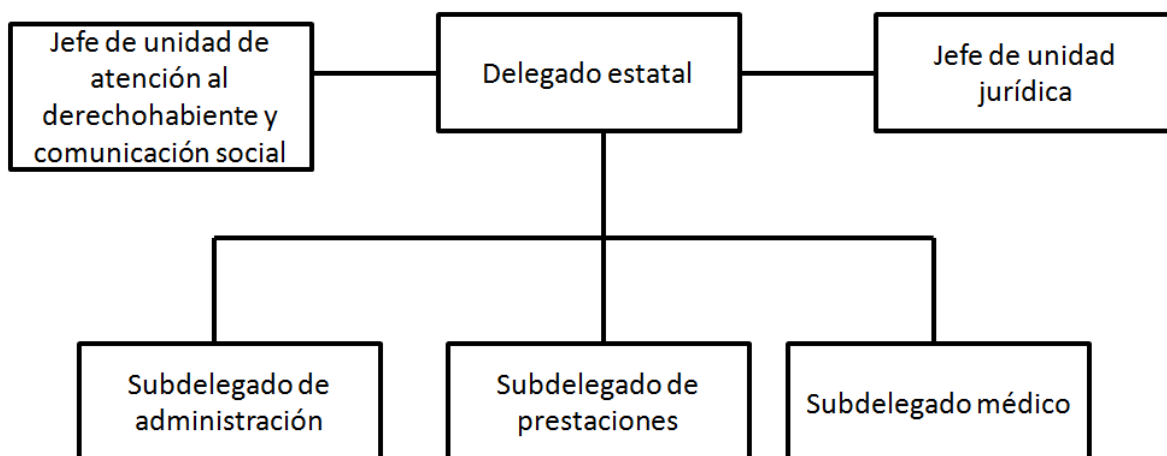 Jefe de unidad de
atención al
derechohabiente y
comunicación social
Delegado estatal
Jefe de unidad
jurídica
Subdelegado de
administración
Subdelegado de
prestaciones
Subdelegado médico